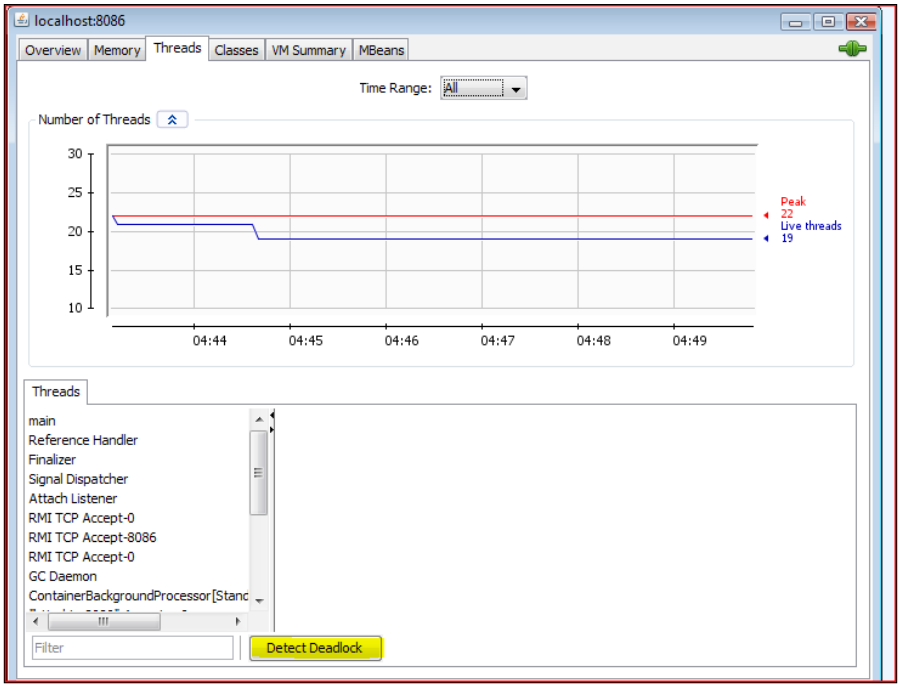 localhost:8086
Overview Memory Threads Classes VM Summary MBeans
Time Range: All
Number of Threads
30
25
20
15
10
Peak
22
Live threads
19
04:44 04:45 04:46 04:47 04:48 04:49
Threads
main
Reference Handler
Finalizer
Signal Dispatcher
Attach Listener
RMI TCP Accept-0
RMI TCP Accept-8086
RMI TCP Accept-0
GC Daemon
ContainerBackgroundProcessor[Stand
Filter
Detect Deadlock